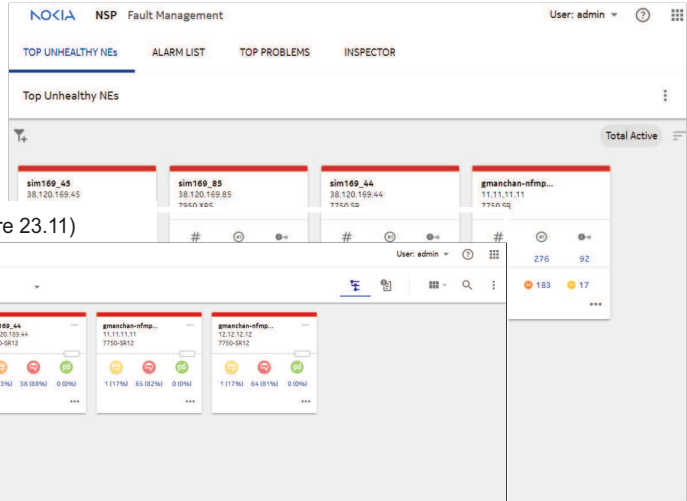 NOKIA NSP Fault Management User: admin
TOP UNHEALTHY NEs ALARM LIST TOP PROBLEMS INSPECTOR
Top Unhealthy NEs
Total Active
sim169_45 sim169_85 sim169_44 gmanchan-nfmp...
38.120.169.45 38.120.169.85 38.120.169.44 11.11.11.11
7950 XRS 7750 SR 7750 SR
re 23.11)
# # #
276 92
183 17
User: admin
169_44 gmanchan-nfmp... gmanchan-nfmp...
20.169.44 11.11.11.11 12.12.12.12
0-SR12 7750-SR12 7750-SR12
3%) 38 (88%) 0 (0%) 1 (17%) 65 (82%) 0 (0%) 1 (17%) 64 (81%) 0 (0%)